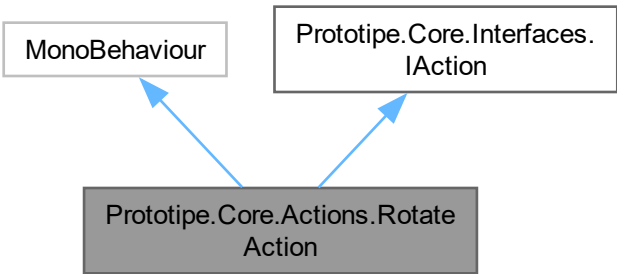 MonoBehaviour
Prototipe.Core.Interfaces.
IAction
Prototipe.Core.Actions.Rotate
Action